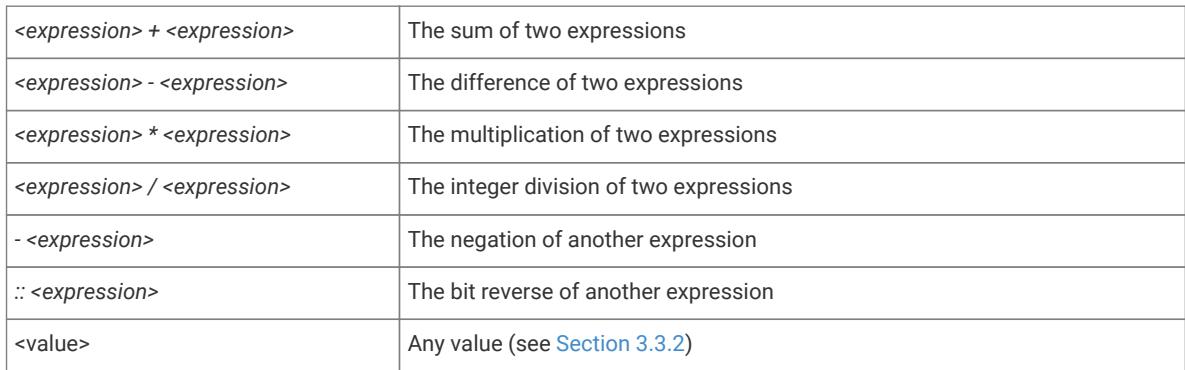 <expression> + <expression> The sum of two expressions
<expression> - <expression> The difference of two expressions
<expression> * <expression> The multiplication of two expressions
<expression> / <expression> The integer division of two expressions
- <expression> The negation of another expression
:: <expression> The bit reverse of another expression
<value> Any value (see Section 3.3.2)